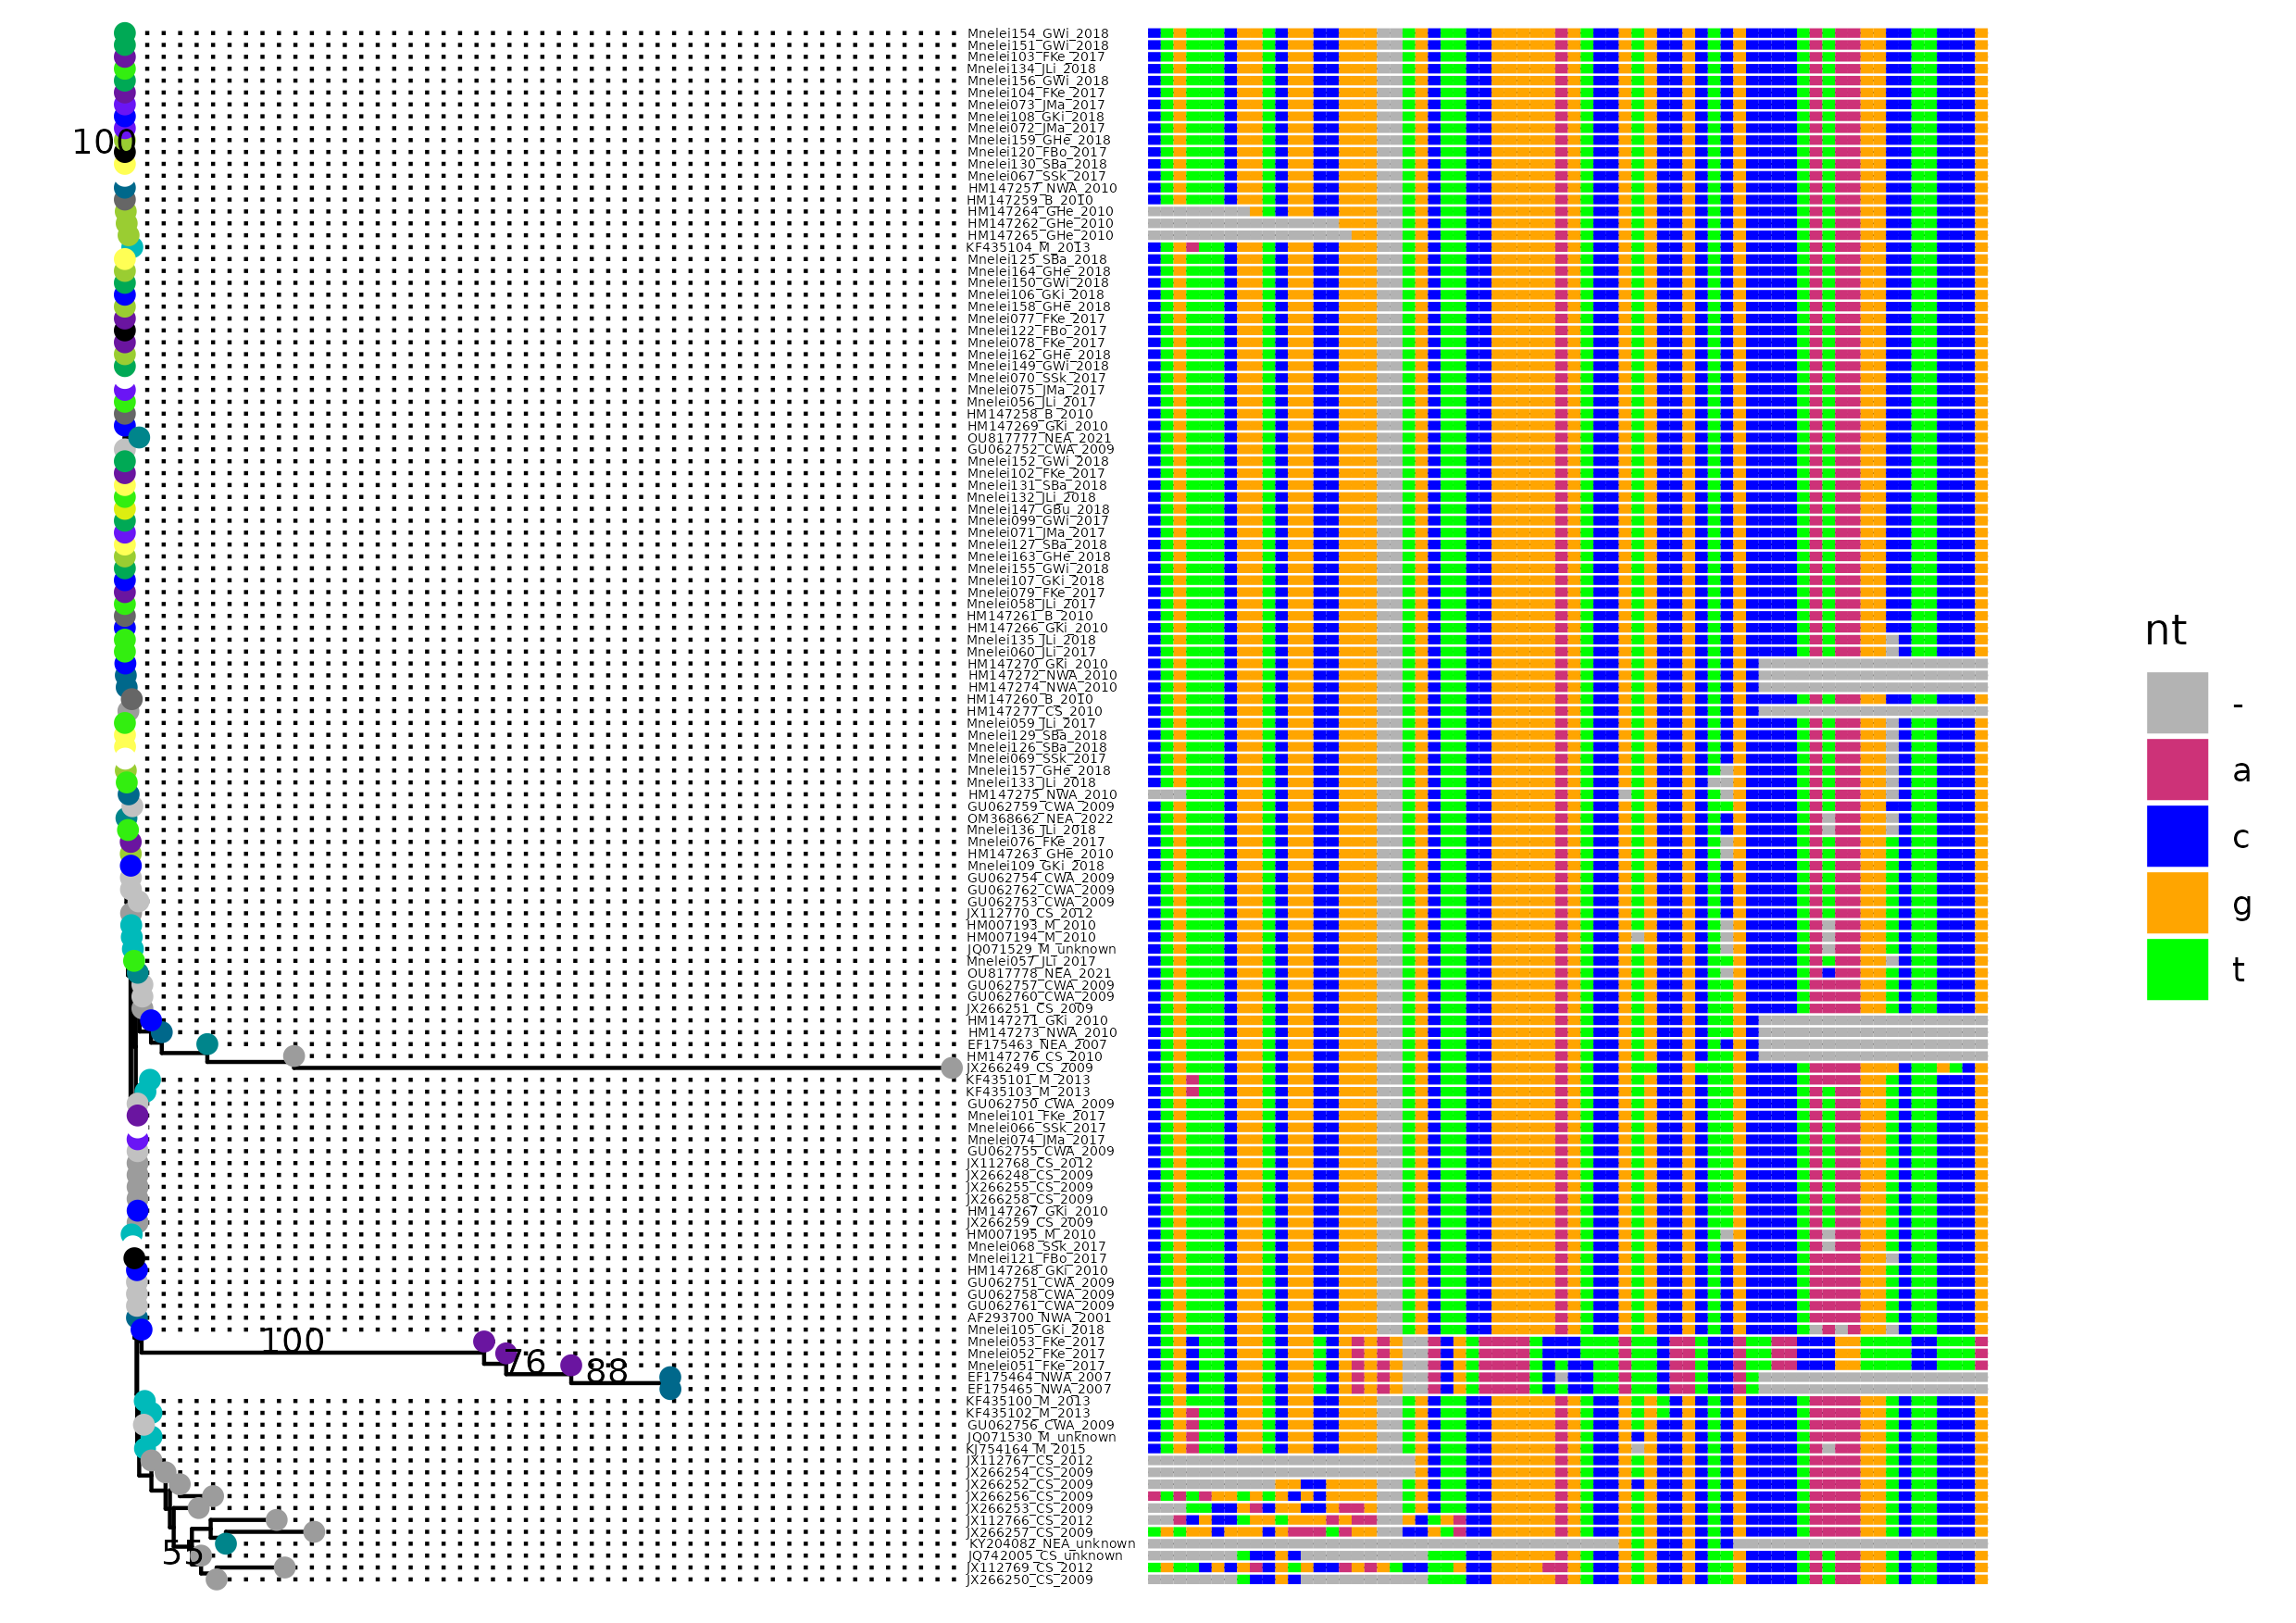 Mnelei154_GWi_2018
Mnelei151_GWi_2018
Mnelei103_FKe_2017
Mnelei134_JLi_2018
Mnelei156_GWi_2018
Mnelei104_FKe_2017
Mnelei073_JMa_2017
Mnelei108_GKi_2018
Mnelei072_JMa_2017
100
Mnelei159_GHe_2018
Mnelei120_FBo_2017
Mnelei130_SBa_2018
Mnelei067_SSk_2017
HM147257_NWA_2010
HM147259_B_2010
HM147264_GHe_2010
HM147262_GHe_2010
HM147265_GHe_2010
KF435104_M_2013
Mnelei125_SBa_2018
Mnelei164_GHe_2018
Mnelei150_GWi_2018
Mnelei106_GKi_2018
Mnelei158_GHe_2018
Mnelei077_FKe_2017
Mnelei122_FBo_2017
Mnelei078_FKe_2017
Mnelei162_GHe_2018
Mnelei149_GWi_2018
Mnelei070_SSk_2017
Mnelei075_JMa_2017
Mnelei056_JLi_2017
HM147258_B_2010
HM147269_GKi_2010
OU817777_NEA_2021
GU062752_CWA_2009
Mnelei152_GWi_2018
Mnelei102_FKe_2017
Mnelei131_SBa_2018
Mnelei132_JLi_2018
Mnelei147_GBu_2018
Mnelei099_GWi_2017
Mnelei071_JMa_2017
Mnelei127_SBa_2018
Mnelei163_GHe_2018
Mnelei155_GWi_2018
Mnelei107_GKi_2018
Mnelei079_FKe_2017
Mnelei058_JLi_2017
HM147261_B_2010
HM147266_GKi_2010
Mnelei135_JLi_2018
Mnelei060_JLi_2017
HM147270_GKi_2010
HM147272_NWA_2010
HM147274_NWA_2010
HM147260_B_2010
HM147277_CS_2010
Mnelei059_JLi_2017
Mnelei129_SBa_2018
Mnelei126_SBa_2018
Mnelei069_SSk_2017
Mnelei157_GHe_2018
Mnelei133_JLi_2018
HM147275_NWA_2010
GU062759_CWA_2009
OM368662_NEA_2022
Mnelei136_JLi_2018
Mnelei076_FKe_2017
HM147263_GHe_2010
Mnelei109_GKi_2018
GU062754_CWA_2009
GU062762_CWA_2009
GU062753_CWA_2009
JX112770_CS_2012
HM007193_M_2010
HM007194_M_2010
JQ071529_M_unknown
Mnelei057_JLi_2017
OU817778_NEA_2021
GU062757_CWA_2009
GU062760_CWA_2009
JX266251_CS_2009
HM147271_GKi_2010
HM147273_NWA_2010
EF175463_NEA_2007
HM147276_CS_2010
JX266249_CS_2009
KF435101_M_2013
KF435103_M_2013
GU062750_CWA_2009
Mnelei101_FKe_2017
Mnelei066_SSk_2017
Mnelei074_JMa_2017
GU062755_CWA_2009
JX112768_CS_2012
JX266248_CS_2009
JX266255_CS_2009
JX266258_CS_2009
HM147267_GKi_2010
JX266259_CS_2009
HM007195_M_2010
Mnelei068_SSk_2017
Mnelei121_FBo_2017
HM147268_GKi_2010
GU062751_CWA_2009
GU062758_CWA_2009
GU062761_CWA_2009
AF293700_NWA_2001
Mnelei105_GKi_2018
100
Mnelei053_FKe_2017
76
Mnelei052_FKe_2017
88
Mnelei051_FKe_2017
EF175464_NWA_2007
EF175465_NWA_2007
KF435100_M_2013
KF435102_M_2013
GU062756_CWA_2009
JQ071530_M_unknown
KJ754164_M_2015
JX112767_CS_2012
JX266254_CS_2009
JX266252_CS_2009
JX266256_CS_2009
JX266253_CS_2009
JX112766_CS_2012
JX266257_CS_2009
KY204082_NEA_unknown
55
JQ742005_CS_unknown
JX112769_CS_2012
JX266250_CS_2009
nt
-
a
c
g
t